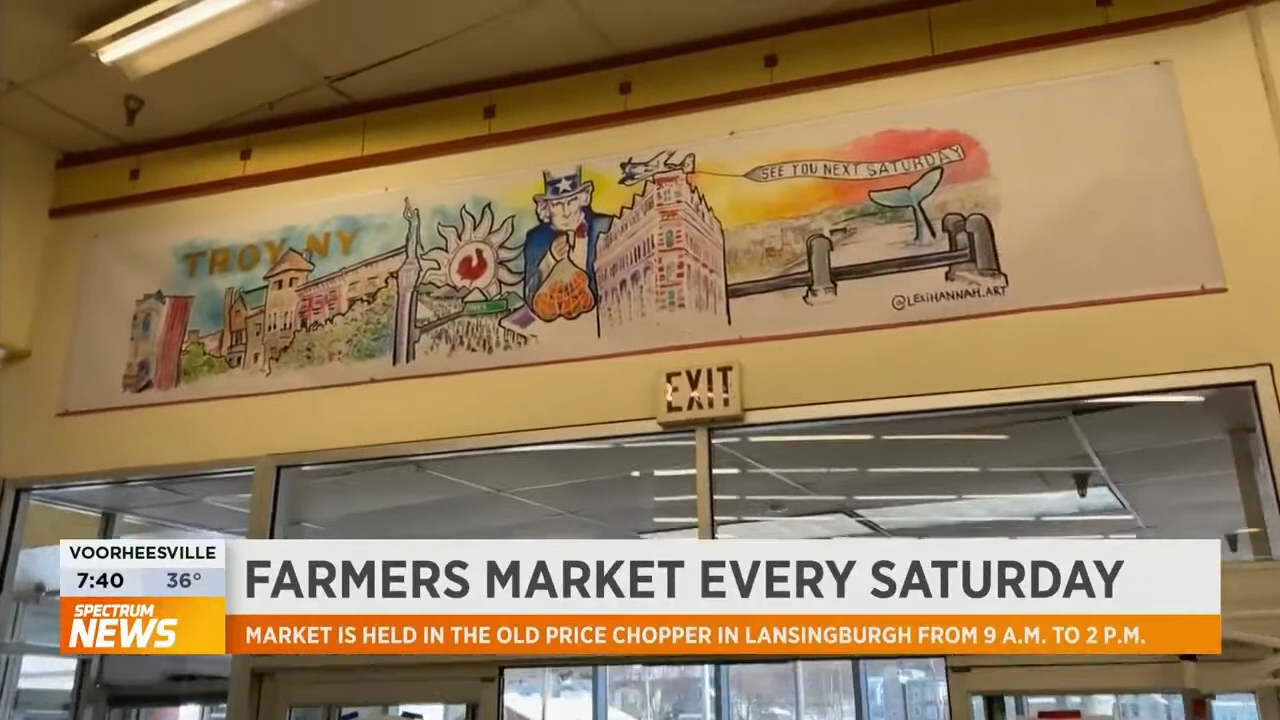 TROY NY
SEE YOU NEXT SATURDAY
@LEXIHANNAH.ART
EXIT
VOORHEESVILLE
7:40 36°
SPECTRUM
NEWS
FARMERS MARKET EVERY SATURDAY
MARKET IS HELD IN THE OLD PRICE CHOPPER IN LANSINGBURGH FROM 9 A.M. TO 2 P.M.